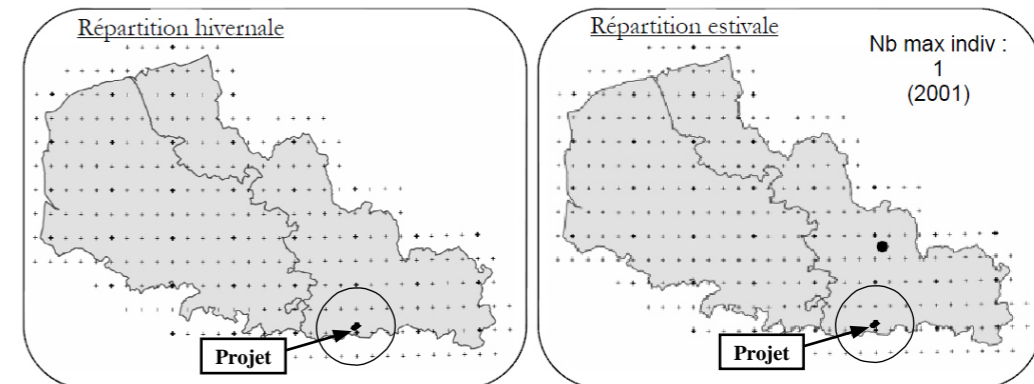 Répartition hivernale
Projet
Répartition estivale
Nb max indiv :
1
(2001)
Projet